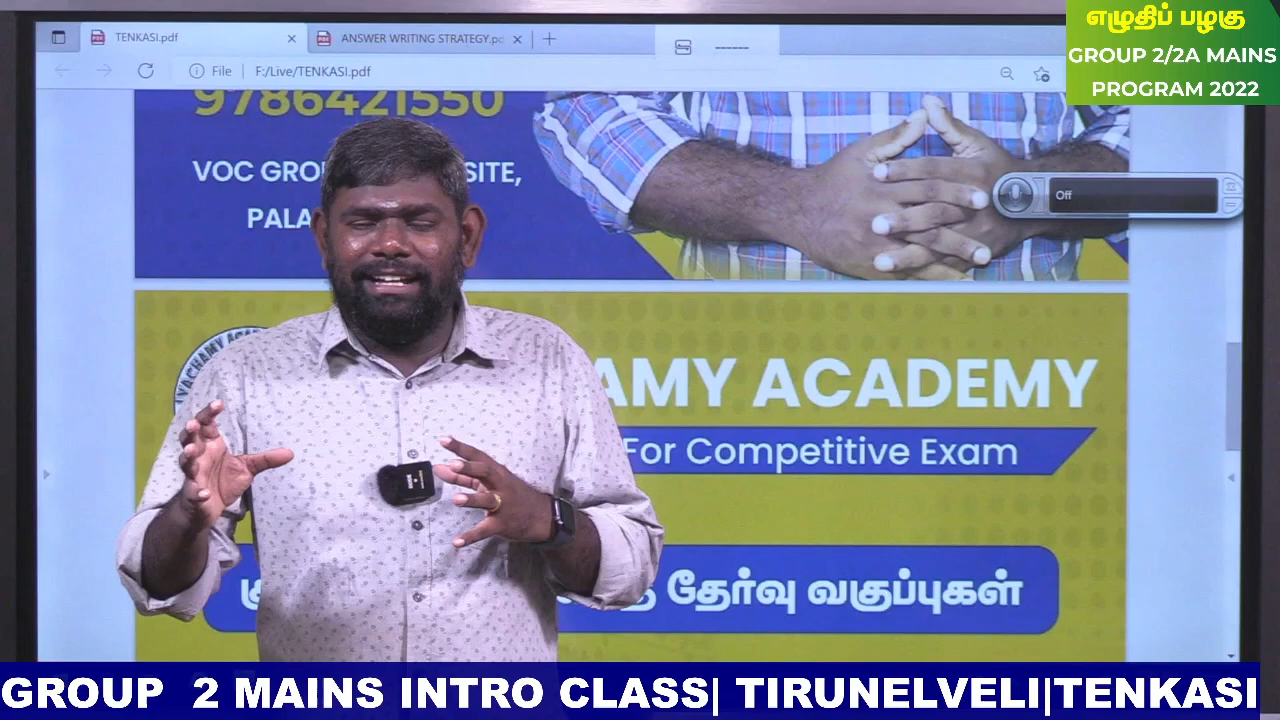 TENKASI.pdf
ANSWER WRITING STRATEGY.pd
எழுதிப் பழகு
GROUP 2/2A MAINS
PROGRAM 2022
File
F:/Live/TENKASI.pdf
9786421550
VOC GRO SITE,
PALA
Off
AMY ACADEMY
For Competitive Exam
தேர்வு வகுப்புகள்
GROUP 2 MAINS INTRO CLASS| TIRUNELVELI|TENKASI